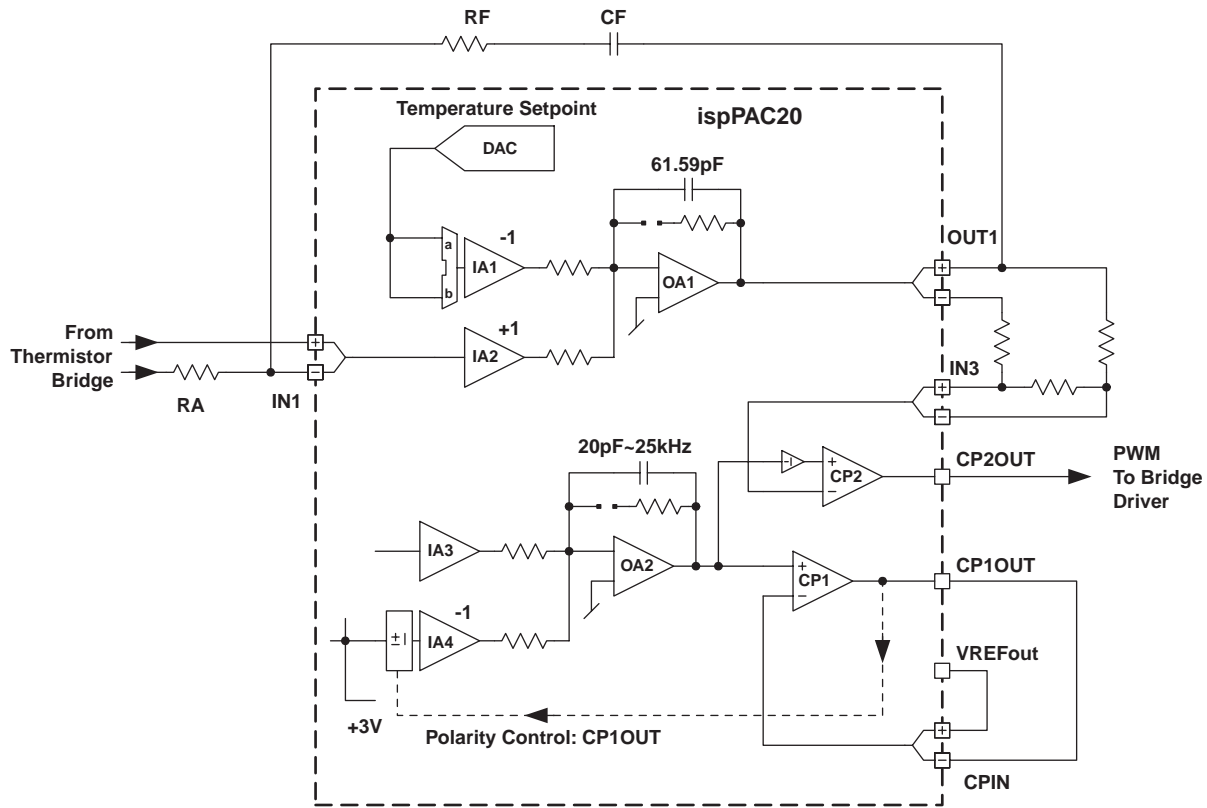 RF
CF
Temperature Setpoint
ispPAC20
DAC
61.59pF
-1
a
b
IA1
OA1
OUT1
+
-
+1
IA2
From
Thermistor
Bridge
+
-
RA
IN1
IN3
+
-
20pF~25kHz
-1
+
-
CP2
CP2OUT
PWM
To Bridge
Driver
IA3
OA2
+
-
CP1
CP1OUT
-1
±
IA4
VREFout
+3V
Polarity Control: CP1OUT
+
-
CPIN